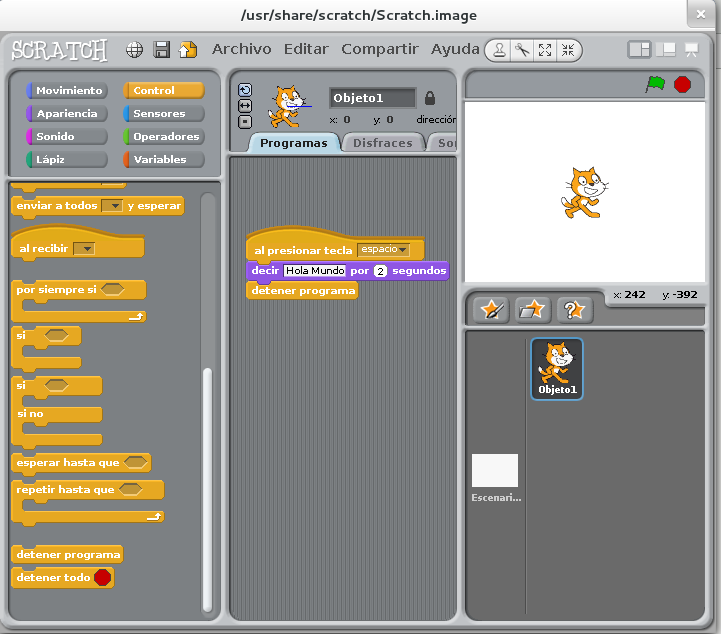 /usr/share/scratch/Scratch.image
SCRATCH Archivo Editar Compartir Ayuda
Movimiento Control
Apariencia Sensores
Sonido Operadores
Lápiz Variables
enviar a todos y esperar
al recibir
por siempre si
si
si
si no
esperar hasta que
repetir hasta que
detener programa
detener todo
Objeto1
x: 0 y: 0 direcció
Programas Disfraces So
al presionar tecla espacio
decir Hola Mundo por 2 segundos
detener programa
x: 242 y: -392
Objeto1
Escenari...